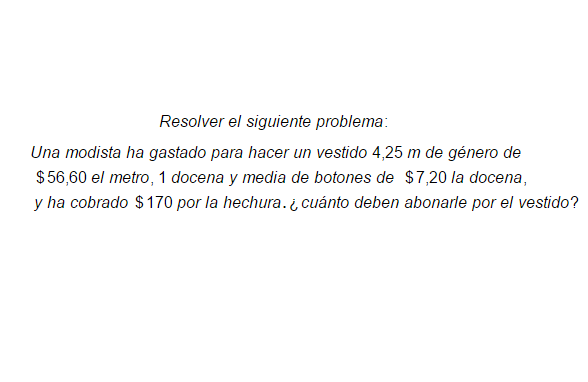 Resolver el siguiente problema:
Una modista ha gastado para hacer un vestido 4,25 m de género de
$56,60 el metro, 1 docena y media de botones de $7,20 la docena,
y ha cobrado $170 por la hechura.¿cuánto deben abonarle por el vestido?